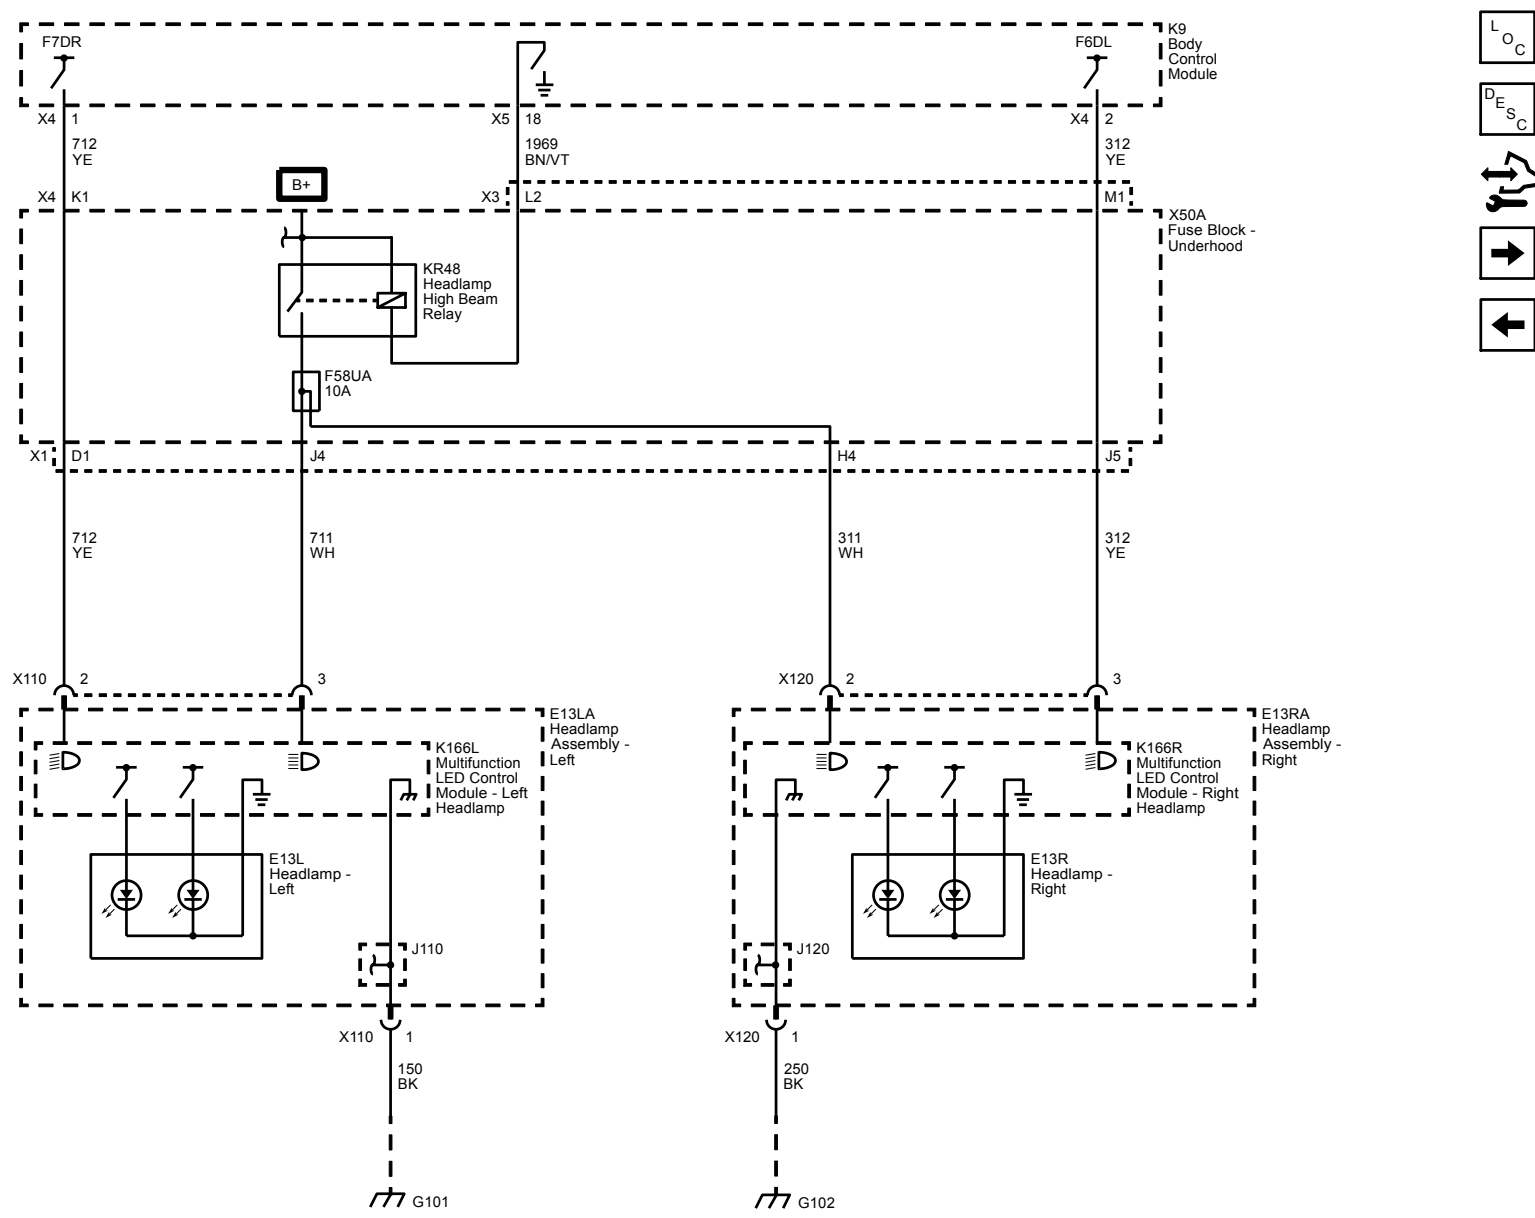 F7DR
F6DL
K9
Body
Control
Module
L
O
C
X4 1
X5 18
X4 2
D
E
S
C
712
YE
1969
BN/VT
312
YE
B+
X4 K1
X3 L2
M1
X50A
Fuse Block -
Underhood
KR48
Headlamp
High Beam
Relay
F58UA
10A
X1 D1
J4
H4
J5
712
YE
711
WH
311
WH
312
YE
X110 2
3
X120 2
3
E13LA
Headlamp
Assembly -
Left
K166L
Multifunction
LED Control
Module - Left
Headlamp
E13RA
Headlamp
Assembly -
Right
K166R
Multifunction
LED Control
Module - Right
Headlamp
E13L
Headlamp -
Left
E13R
Headlamp -
Right
J110
J120
X110 1
X120 1
150
BK
250
BK
G101
G102